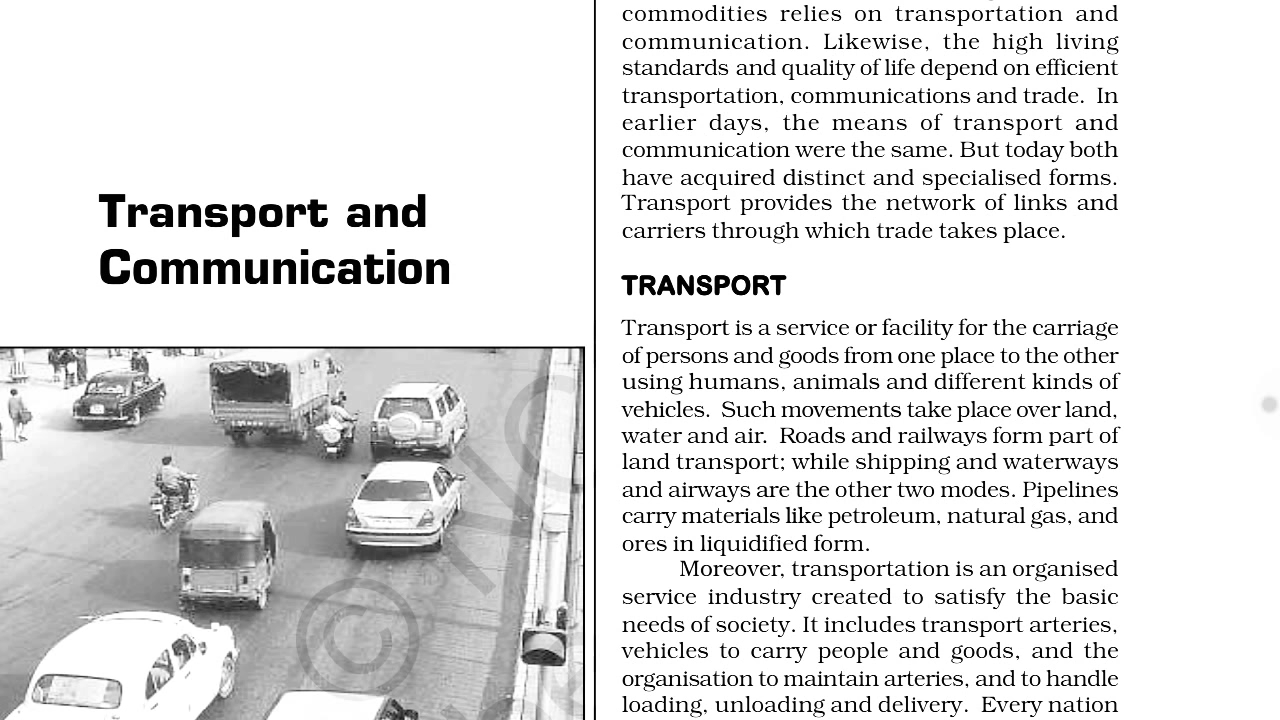 Transport and
Communication
commodities relies on transportation and
communication. Likewise, the high living
standards and quality of life depend on efficient
transportation, communications and trade. In
earlier days, the means of transport and
communication were the same. But today both
have acquired distinct and specialised forms.
Transport provides the network of links and
carriers through which trade takes place.
TRANSPORT
Transport is a service or facility for the carriage
of persons and goods from one place to the other
using humans, animals and different kinds of
vehicles. Such movements take place over land,
water and air. Roads and railways form part of
land transport; while shipping and waterways
and airways are the other two modes. Pipelines
carry materials like petroleum, natural gas, and
ores in liquidified form.
Moreover, transportation is an organised
service industry created to satisfy the basic
needs of society. It includes transport arteries,
vehicles to carry people and goods, and the
organisation to maintain arteries, and to handle
loading, unloading and delivery. Every nation